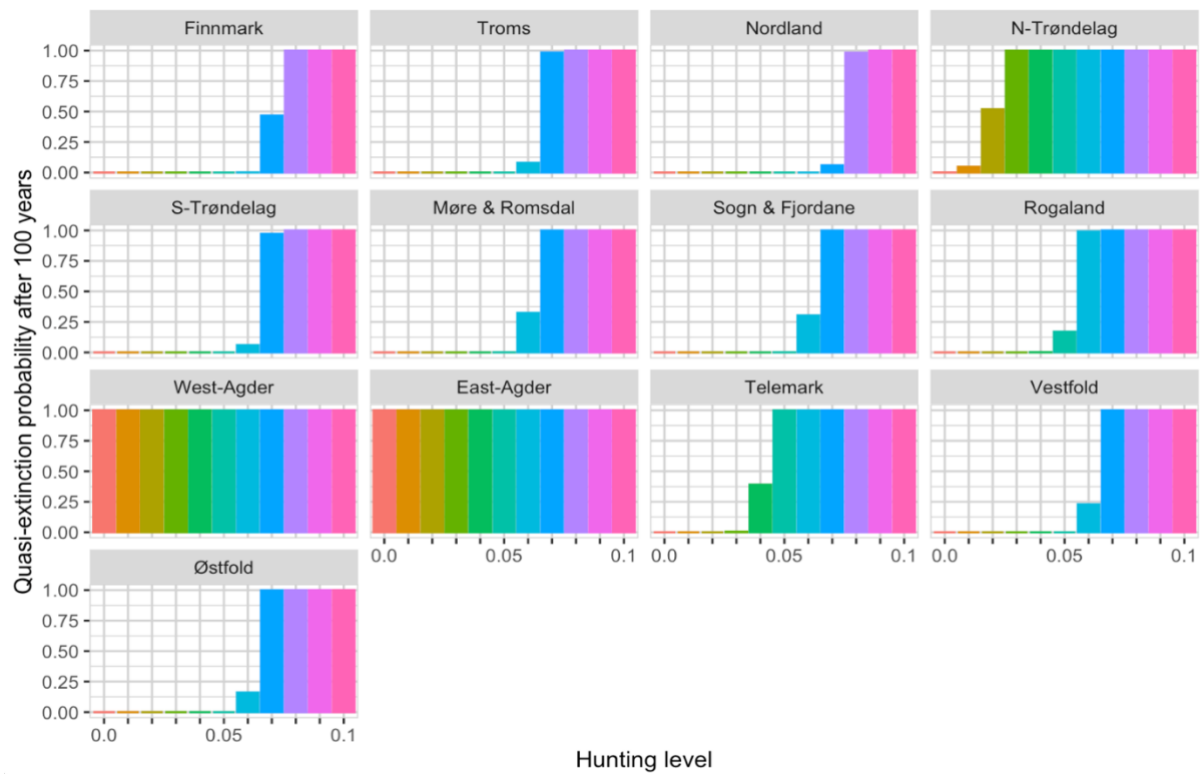 Finnmark Troms Nordland N-Trøndelag
1.00
0.75
0.50
0.25
0.00
S-Trøndelag Møre & Romsdal Sogn & Fjordane Rogaland
1.00
0.75
0.50
0.25
0.00
West-Agder East-Agder Telemark Vestfold
1.00
0.75
0.50
0.25
0.00
0.0 0.05 0.1 0.0 0.05 0.1 0.0 0.05 0.1
Østfold
1.00
0.75
0.50
0.25
0.00
0.0 0.05 0.1
Quasi-extinction probability after 100 years
Hunting level